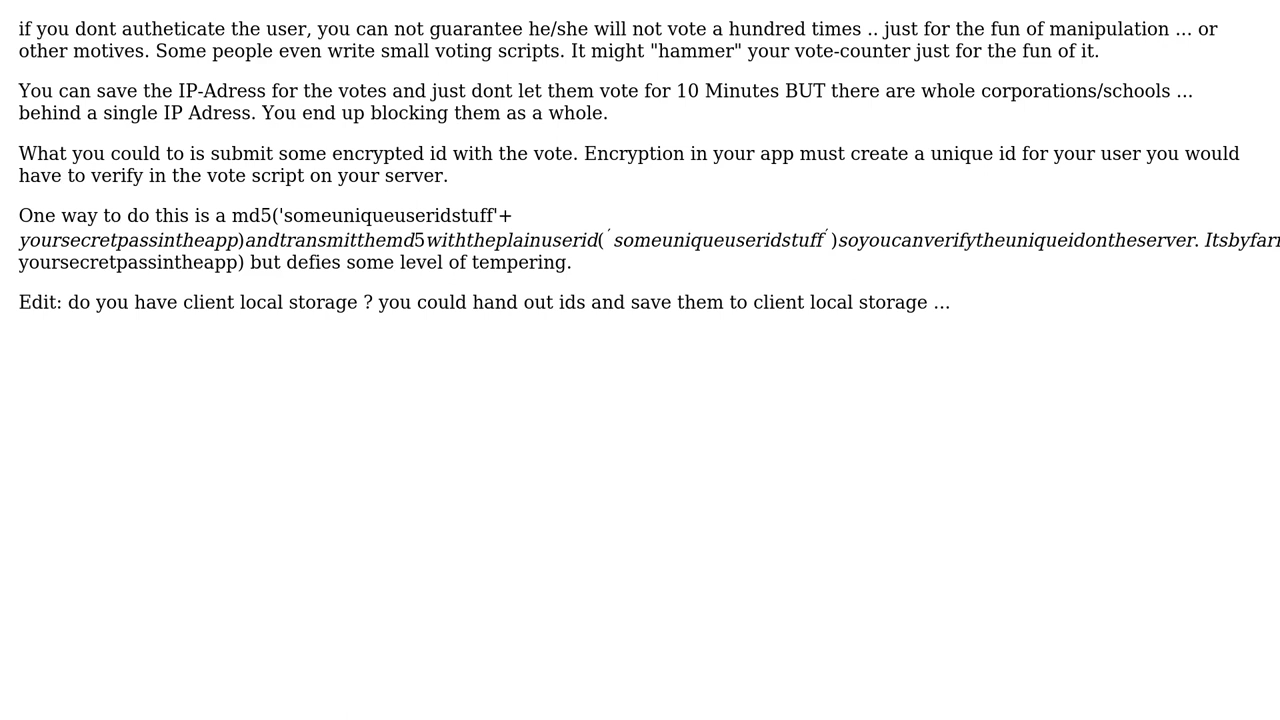 if you dont autheticate the user, you can not guarantee he/she will not vote a hundred times .. just for the fun of manipulation ... or
other motives. Some people even write small voting scripts. It might "hammer" your vote-counter just for the fun of it.
You can save the IP-Adress for the votes and just dont let them vote for 10 Minutes BUT there are whole corporations/schools ...
behind a single IP Adress. You end up blocking them as a whole.
What you could to is submit some encrypted id with the vote. Encryption in your app must create a unique id for your user you would
have to verify in the vote script on your server.
One way to do this is a md5('someuniqueuseridstuff'+
yoursecretpassintheapp)andtransmitthemd5withtheplainuserid(′someuniqueuseridstuff′)soyoucanverifytheuniqueidontheserver. Itsbyfar
yoursecretpassintheapp) but defies some level of tempering.
Edit: do you have client local storage ? you could hand out ids and save them to client local storage ...